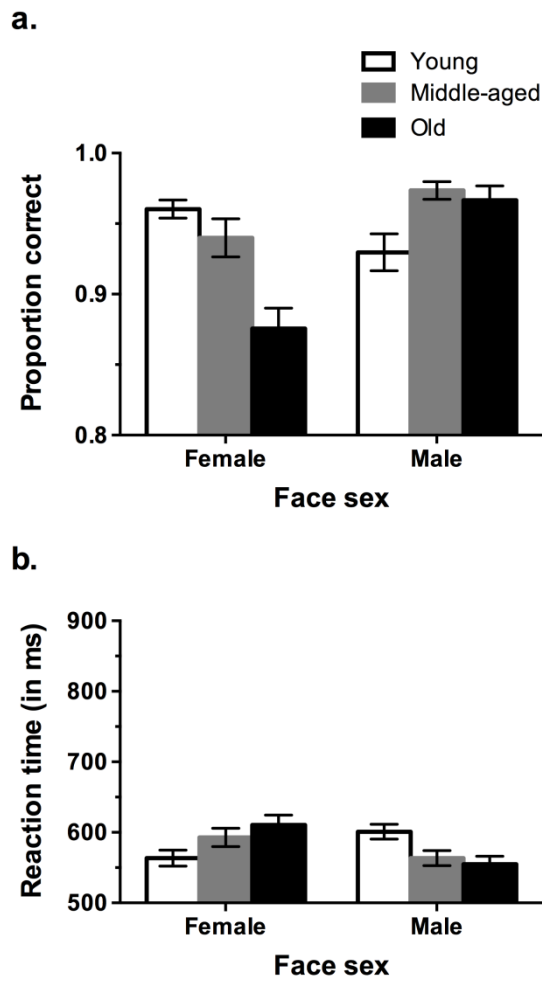 a.
Young
Middle-aged
Old
Proportion correct
1.0
0.9
0.8
Female
Male
Face sex
b.
Reaction time (in ms)
900
800
700
600
500
Female
Male
Face sex